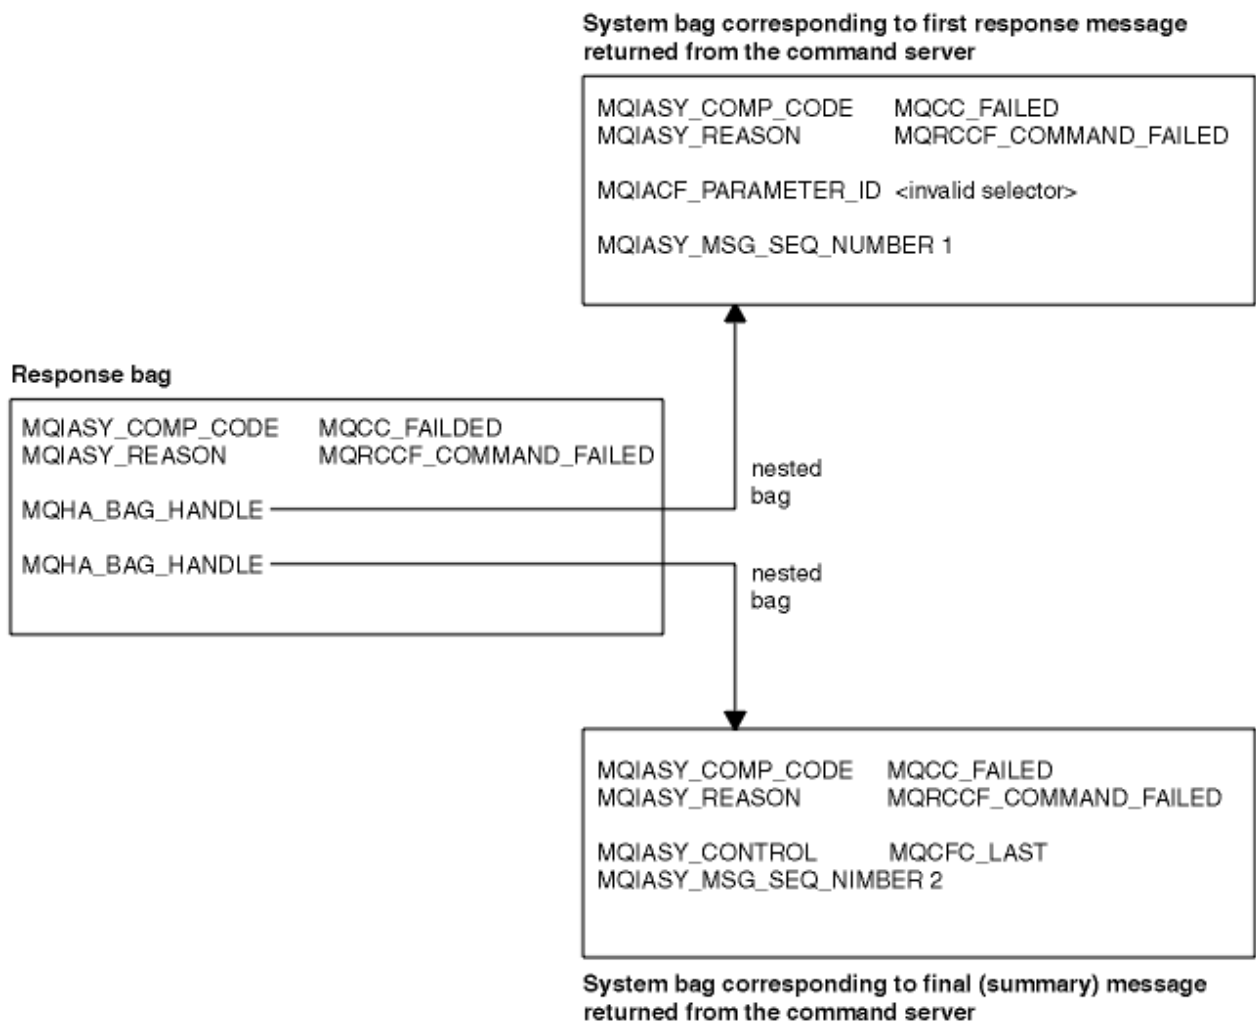 System bag corresponding to first response message
returned from the command server
MQIASY_COMP_CODE MQCC_FAILED
MQIASY_REASON MQRCCF_COMMAND_FAILED
MQIACF_PARAMETER_ID <invalid selector>
MQIASY_MSG_SEQ_NUMBER 1
Response bag
MQIASY_COMP_CODE MQCC_FAILDED
MQIASY_REASON MQRCCF_COMMAND_FAILED
MQHA_BAG_HANDLE
nested
bag
MQHA_BAG_HANDLE
nested
bag
MQIASY_COMP_CODE MQCC_FAILED
MQIASY_REASON MQRCCF_COMMAND_FAILED
MQIASY_CONTROL MQCFC_LAST
MQIASY_MSG_SEQ_NIMBER 2
System bag corresponding to final (summary) message
returned from the command server